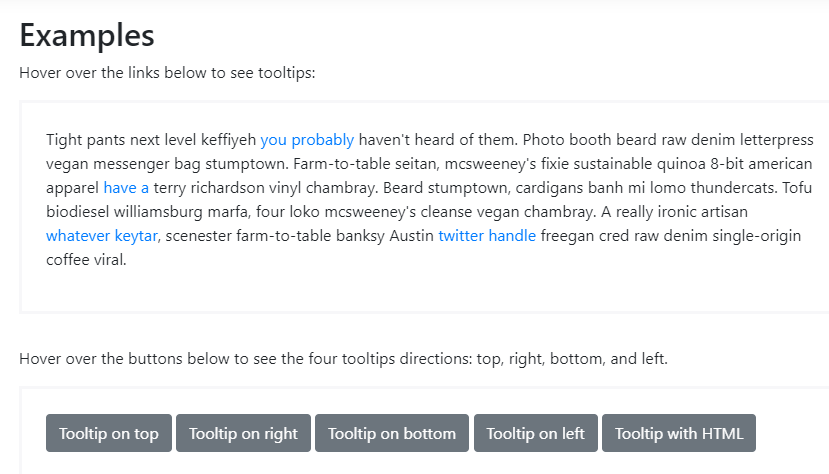 Examples
Hover over the links below to see tooltips:
Tight pants next level keffiyeh you probably haven't heard of them. Photo booth beard raw denim letterpress
vegan messenger bag stumptown. Farm-to-table seitan, mcsweeney's fixie sustainable quinoa 8-bit american
apparel have a terry richardson vinyl chambray. Beard stumptown, cardigans banh mi lomo thundercats. Tofu
biodiesel williamsburg marfa, four loko mcsweeney's cleanse vegan chambray. A really ironic artisan
whatever keytar, scenester farm-to-table banksy Austin twitter handle freegan cred raw denim single-origin
coffee viral.
Hover over the buttons below to see the four tooltips directions: top, right, bottom, and left.
Tooltip on top Tooltip on right Tooltip on bottom Tooltip on left Tooltip with HTML